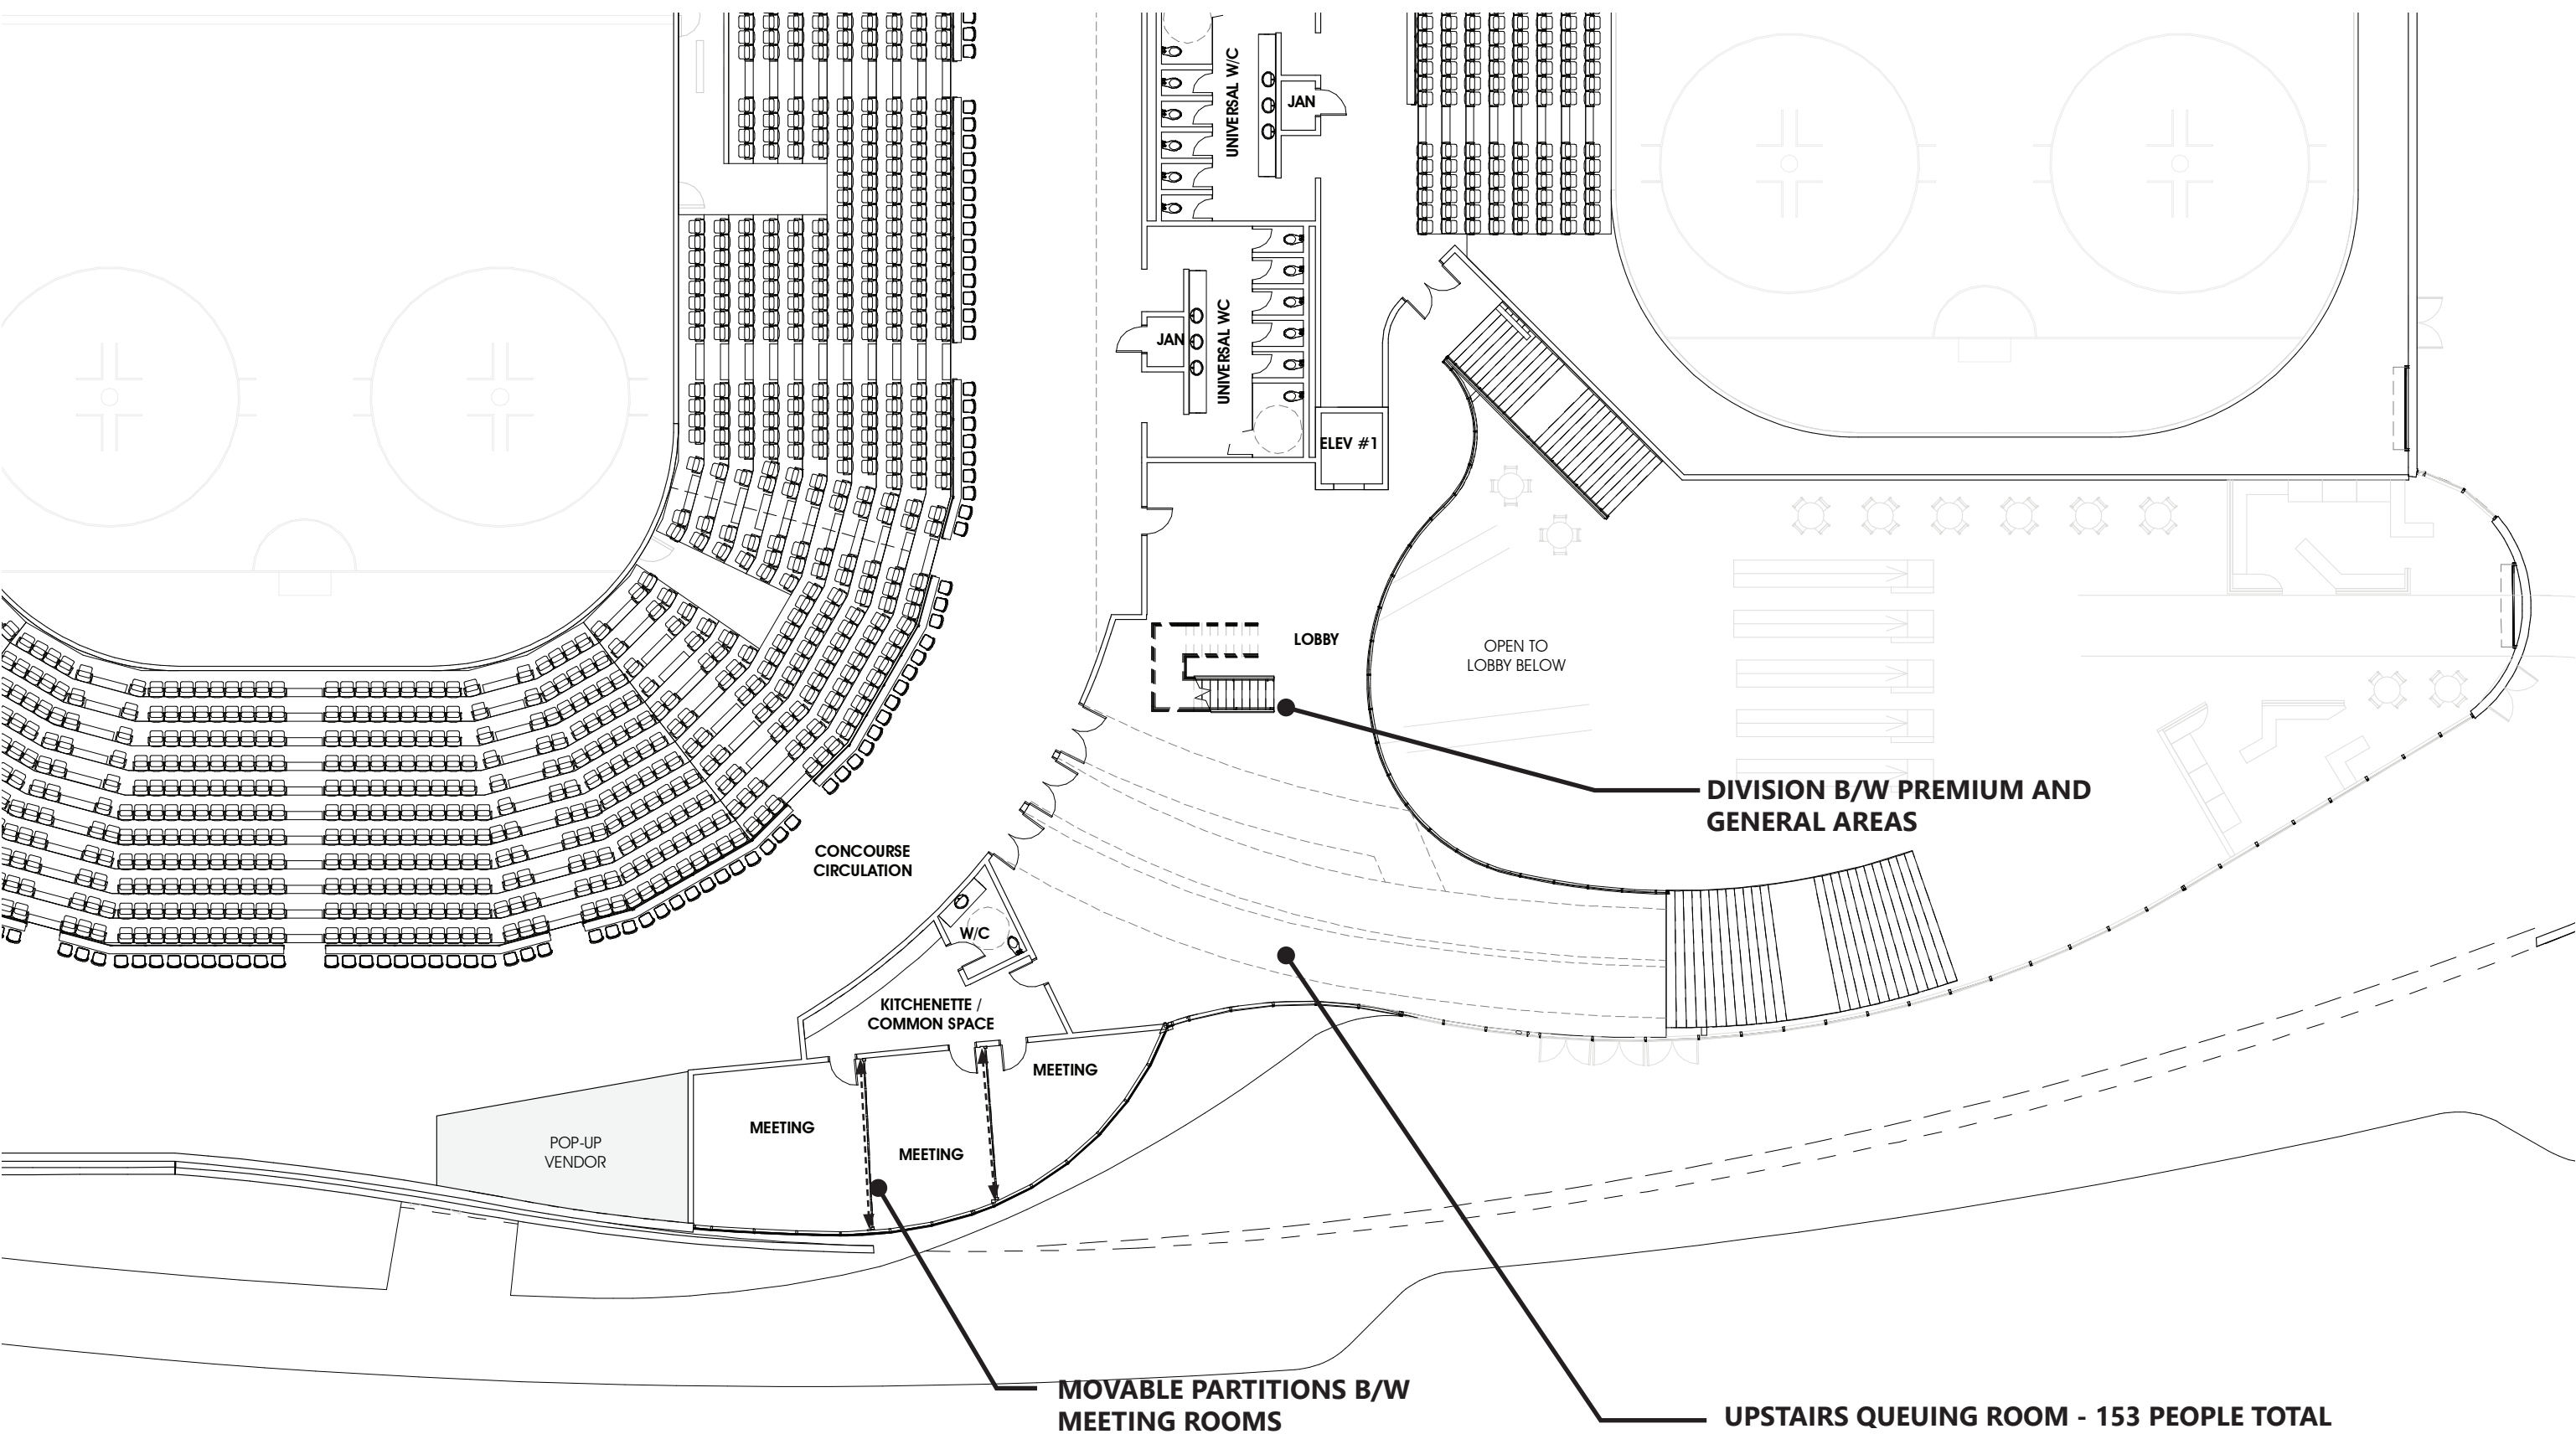 UNIVERSAL W/C
JAN
JAN
UNIVERSAL WC
ELEV #1
LOBBY
OPEN TO
LOBBY BELOW
DIVISION B/W PREMIUM AND
GENERAL AREAS
CONCOURSE
CIRCULATION
W/C
KITCHENETTE /
COMMON SPACE
MEETING
MEETING
MEETING
POP-UP
VENDOR
MOVABLE PARTITIONS B/W
MEETING ROOMS
UPSTAIRS QUEUING ROOM - 153 PEOPLE TOTAL